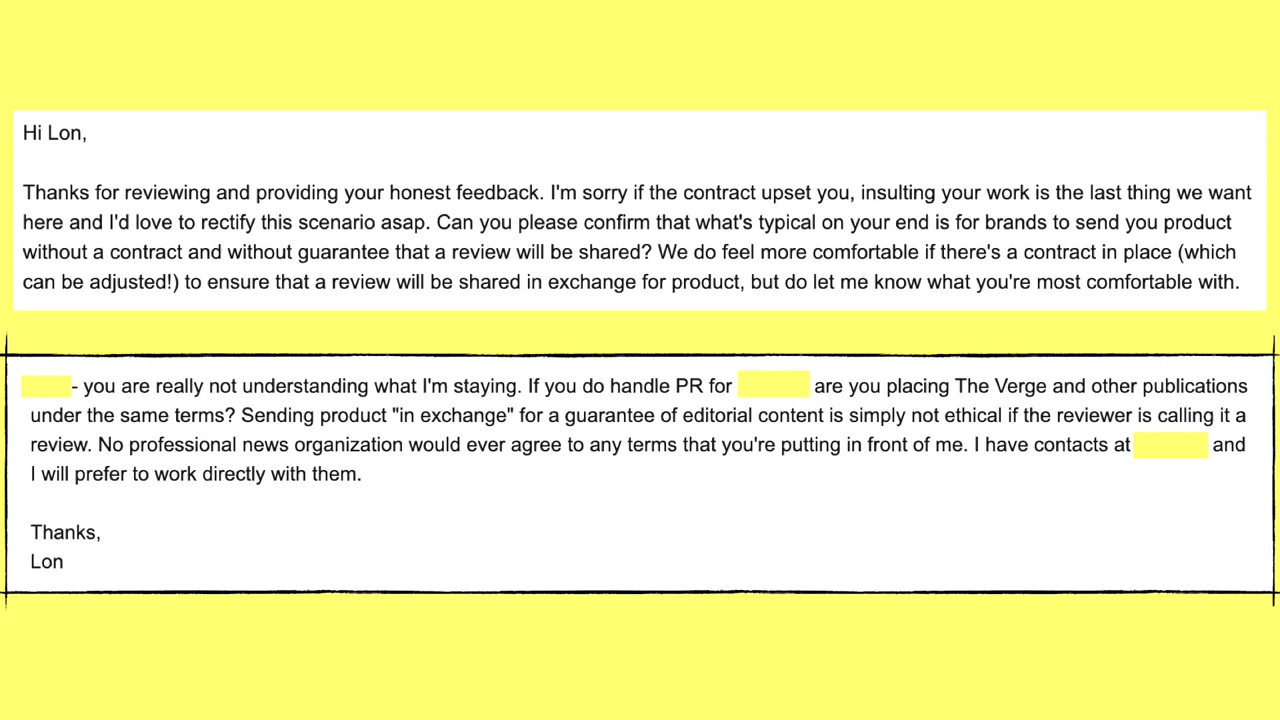 Hi Lon,
Thanks for reviewing and providing your honest feedback. I'm sorry if the contract upset you, insulting your work is the last thing we want
here and I'd love to rectify this scenario asap. Can you please confirm that what's typical on your end is for brands to send you product
without a contract and without guarantee that a review will be shared? We do feel more comfortable if there's a contract in place (which
can be adjusted!) to ensure that a review will be shared in exchange for product, but do let me know what you're most comfortable with.
- you are really not understanding what I'm staying. If you do handle PR for are you placing The Verge and other publications
under the same terms? Sending product "in exchange" for a guarantee of editorial content is simply not ethical if the reviewer is calling it a
review. No professional news organization would ever agree to any terms that you're putting in front of me. I have contacts at and
I will prefer to work directly with them.
Thanks,
Lon